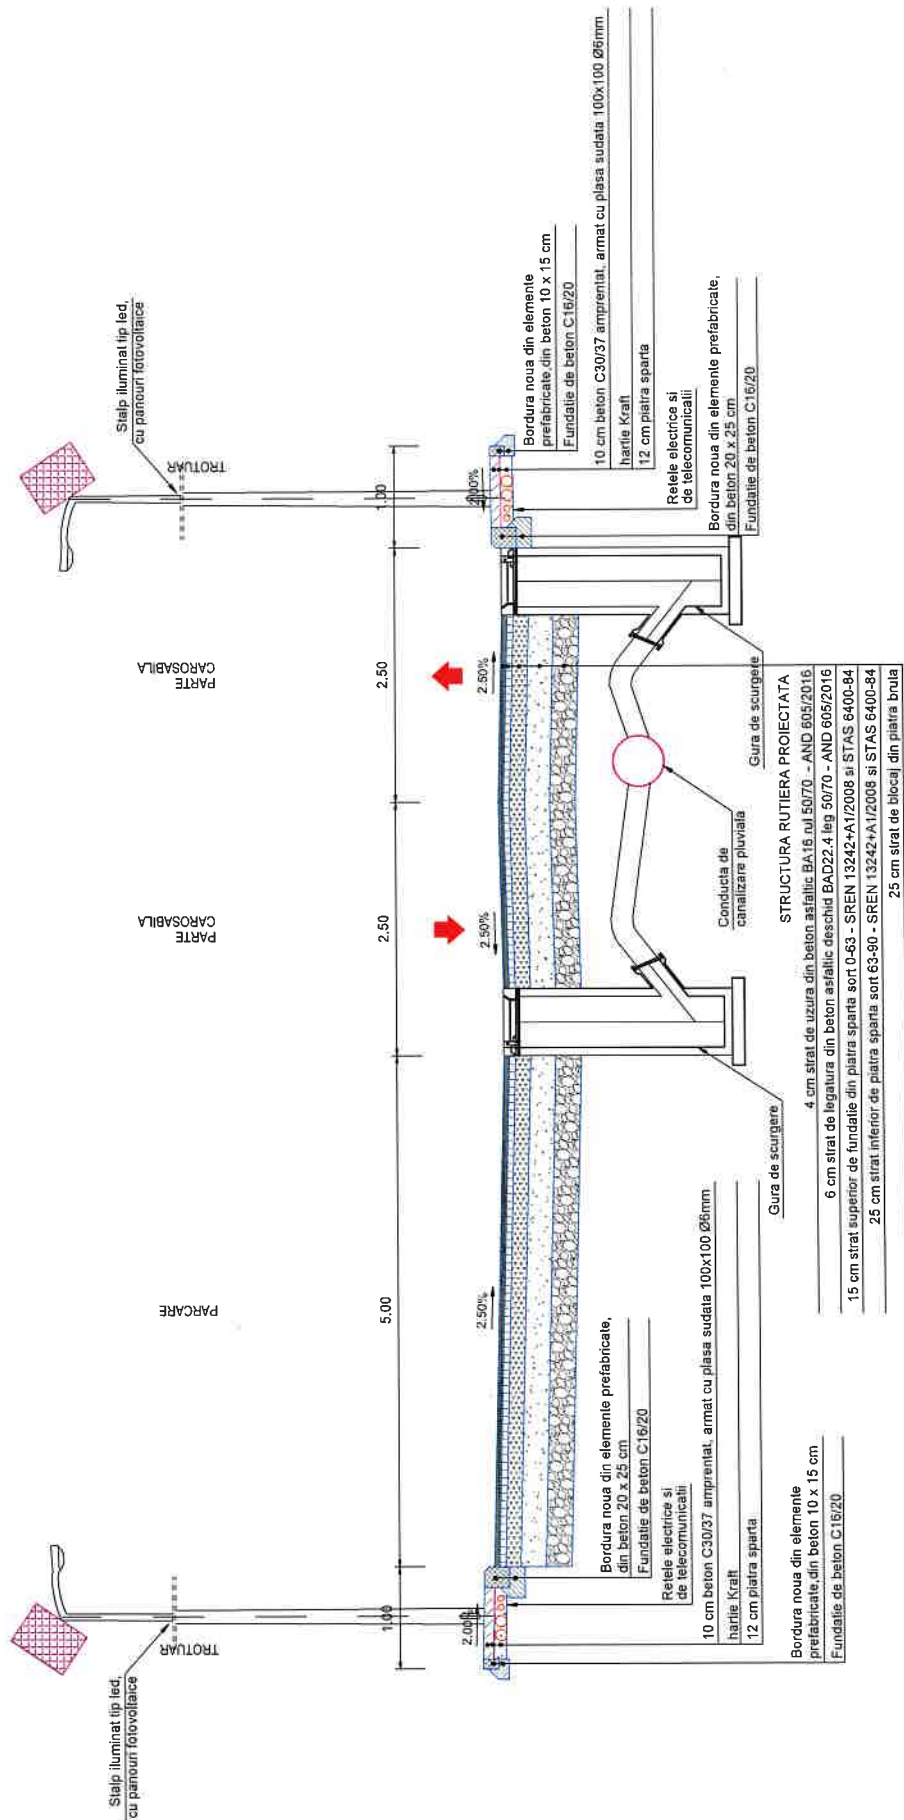 Stalp iluminat tip led,
cu panouri fotovoltaice
TROTUAR
PARCARE
PARTE
CAROSABILA
PARTE
CAROSABILA
TROTUAR
Stalp iluminat tip led,
cu panouri fotovoltaice
1.00
5.00
2.50
2.50
1.00
2.50%
2.50%
2.50%
2.00%
Bordura noua din elemente prefabricate,
din beton 20 x 25 cm
Fundatie de beton C16/20
Retele electrice si
de telecomunicatii
10 cm beton C30/37 amprentat, armat cu plasa sudata 100x100 Ø6mm
hartie Kraft
12 cm piatra sparta
Bordura noua din elemente
prefabricate,din beton 10 x 15 cm
Fundatie de beton C16/20
Gura de scurgere
Conducta de
canalizare pluviala
Gura de scurgere
STRUCTURA RUTIERA PROIECTATA
4 cm strat de uzura din beton asfaltic BA16 rul 50/70 - AND 605/2016
6 cm strat de legatura din beton asfaltic deschid BAD22.4 leg 50/70 - AND 605/2016
15 cm strat superior de fundatie din piatra sparta sort 0-63 - SREN 13242+A1/2008 si STAS 6400-84
25 cm strat inferior de piatra sparta sort 63-90 - SREN 13242+A1/2008 si STAS 6400-84
25 cm strat de blocaj din piatra bruta
Bordura noua din elemente
prefabricate,din beton 10 x 15 cm
Fundatie de beton C16/20
10 cm beton C30/37 amprentat, armat cu plasa sudata 100x100 Ø6mm
hartie Kraft
12 cm piatra sparta
Retele electrice si
de telecomunicatii
Bordura noua din elemente prefabricate,
din beton 20 x 25 cm
Fundatie de beton C16/20